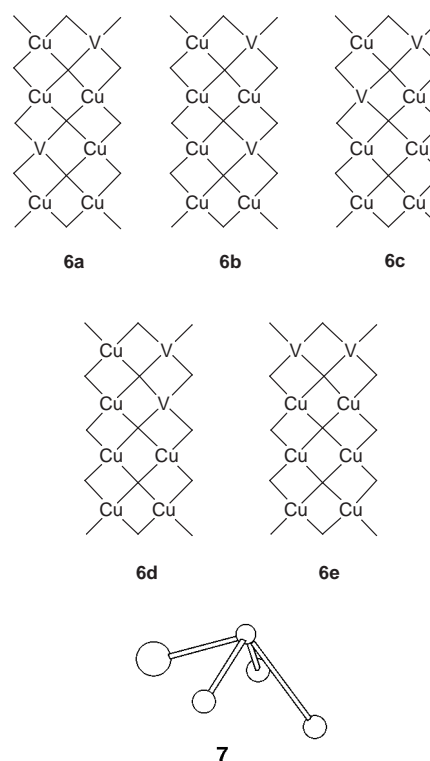 Cu V Cu V Cu V
Cu Cu Cu Cu V Cu
V Cu Cu V Cu Cu
Cu Cu Cu Cu Cu Cu
6a 6b 6c
Cu V V V
Cu V Cu Cu
Cu Cu Cu Cu
Cu Cu Cu Cu
6d 6e
7